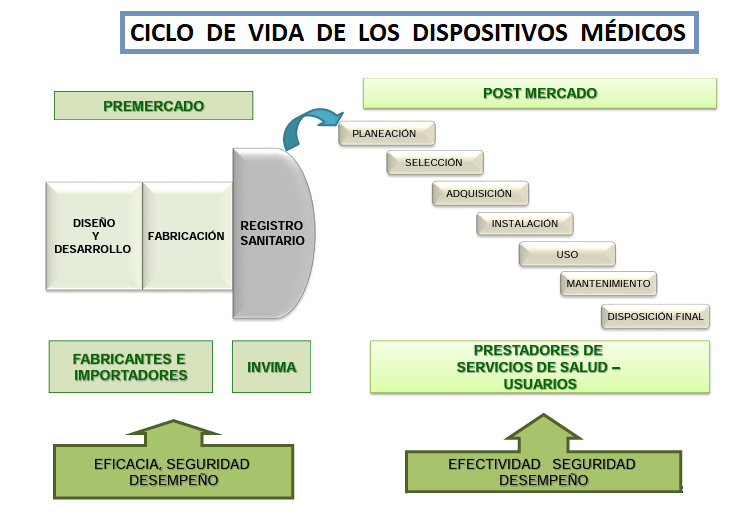 CICLO DE VIDA DE LOS DISPOSITIVOS MÉDICOS
PREMERCADO
POST MERCADO
DISEÑO
Y
DESARROLLO
FABRICACIÓN
REGISTRO
SANITARIO
PLANEACIÓN
SELECCIÓN
ADQUISICIÓN
INSTALACIÓN
USO
MANTENIMIENTO
DISPOSICIÓN FINAL
FABRICANTES E
IMPORTADORES
INVIMA
PRESTADORES DE
SERVICIOS DE SALUD –
USUARIOS
EFICACIA, SEGURIDAD
DESEMPEÑO
EFECTIVIDAD SEGURIDAD
DESEMPEÑO